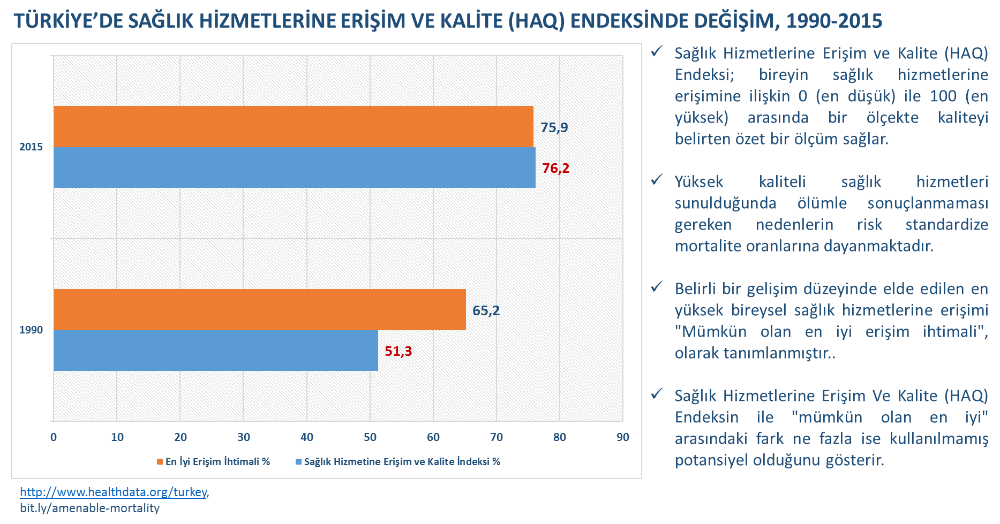 TÜRKİYE’DE SAĞLIK HİZMETLERİNE ERİŞİM VE KALİTE (HAQ) ENDEKSİNDE DEĞİŞİM, 1990-2015
2015
75,9
76,2
1990
65,2
51,3
0 10 20 30 40 50 60 70 80 90
En İyi Erişim İhtimali %
Sağlık Hizmetine Erişim ve Kalite İndeksi %
✓ Sağlık Hizmetlerine Erişim ve Kalite (HAQ)
Endeksi; bireyin sağlık hizmetlerine
erişimine ilişkin 0 (en düşük) ile 100 (en
yüksek) arasında bir ölçekte kaliteyi
belirten özet bir ölçüm sağlar.
✓ Yüksek kaliteli sağlık hizmetleri
sunulduğunda ölümle sonuçlanmaması
gereken nedenlerin risk standardize
mortalite oranlarına dayanmaktadır.
✓ Belirli bir gelişim düzeyinde elde edilen en
yüksek bireysel sağlık hizmetlerine erişimi
"Mümkün olan en iyi erişim ihtimali",
olarak tanımlanmıştır..
✓ Sağlık Hizmetlerine Erişim Ve Kalite (HAQ)
Endeksin ile "mümkün olan en iyi"
arasındaki fark ne fazla ise kullanılmamış
potansiyel olduğunu gösterir.
http://www.healthdata.org/turkey,
bit.ly/amenable-mortality